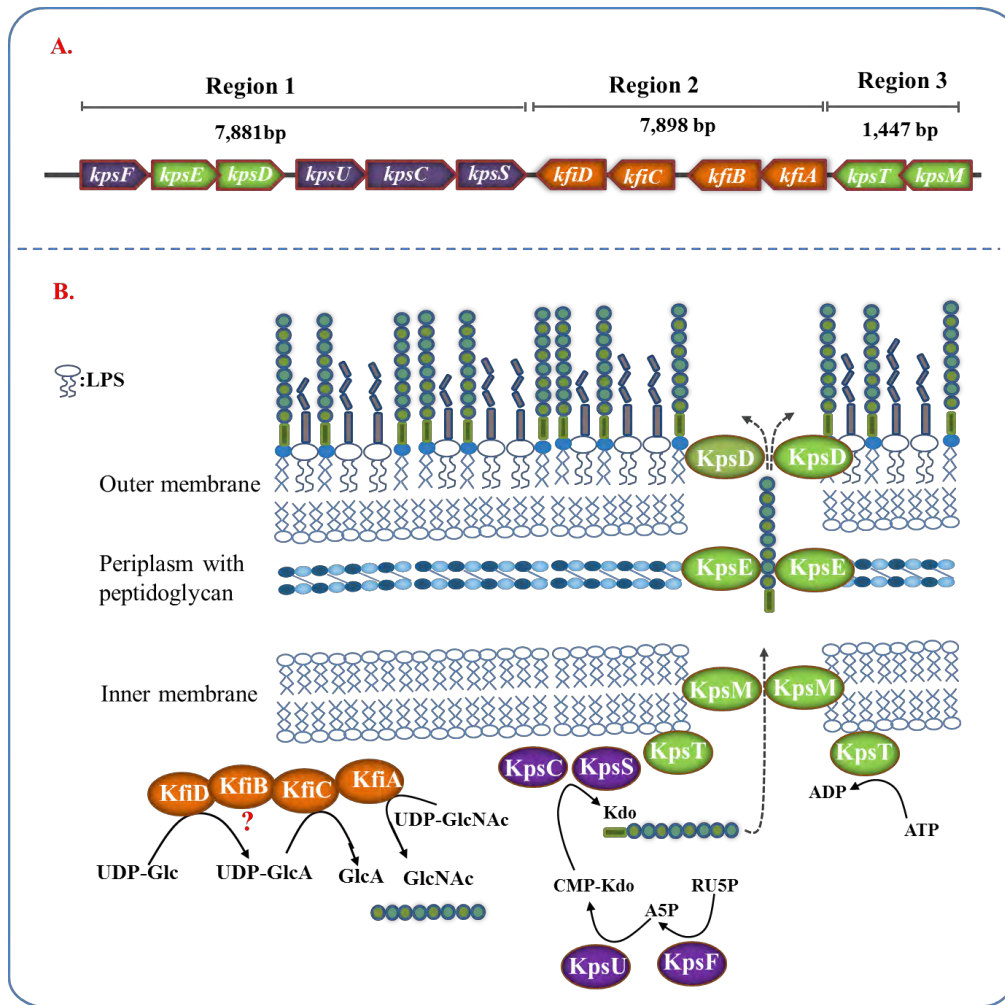 A.
Region 1
Region 2
Region 3
7,881bp
7,898 bp
1,447 bp
kpsF kpsE kpsD kpsU kpsC kpsS kfiD kfiC kfiB kfiA kpsT kpsM
B.
:LPS
KpsD KpsD
Outer membrane
Periplasm with
peptidoglycan
KpsE KpsE
Inner membrane
KpsM KpsM
KpsC KpsS KpsT KpsT
KfiD KfiB KfiC KfiA
?
UDP-GlcNAc
Kdo
ADP
ATP
UDP-Glc UDP-GlcA GlcA GlcNAc
CMP-Kdo
A5P
RU5P
KpsU KpsF